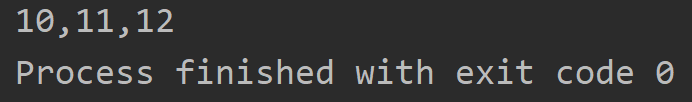 10,11,12
Process finished with exit code 0